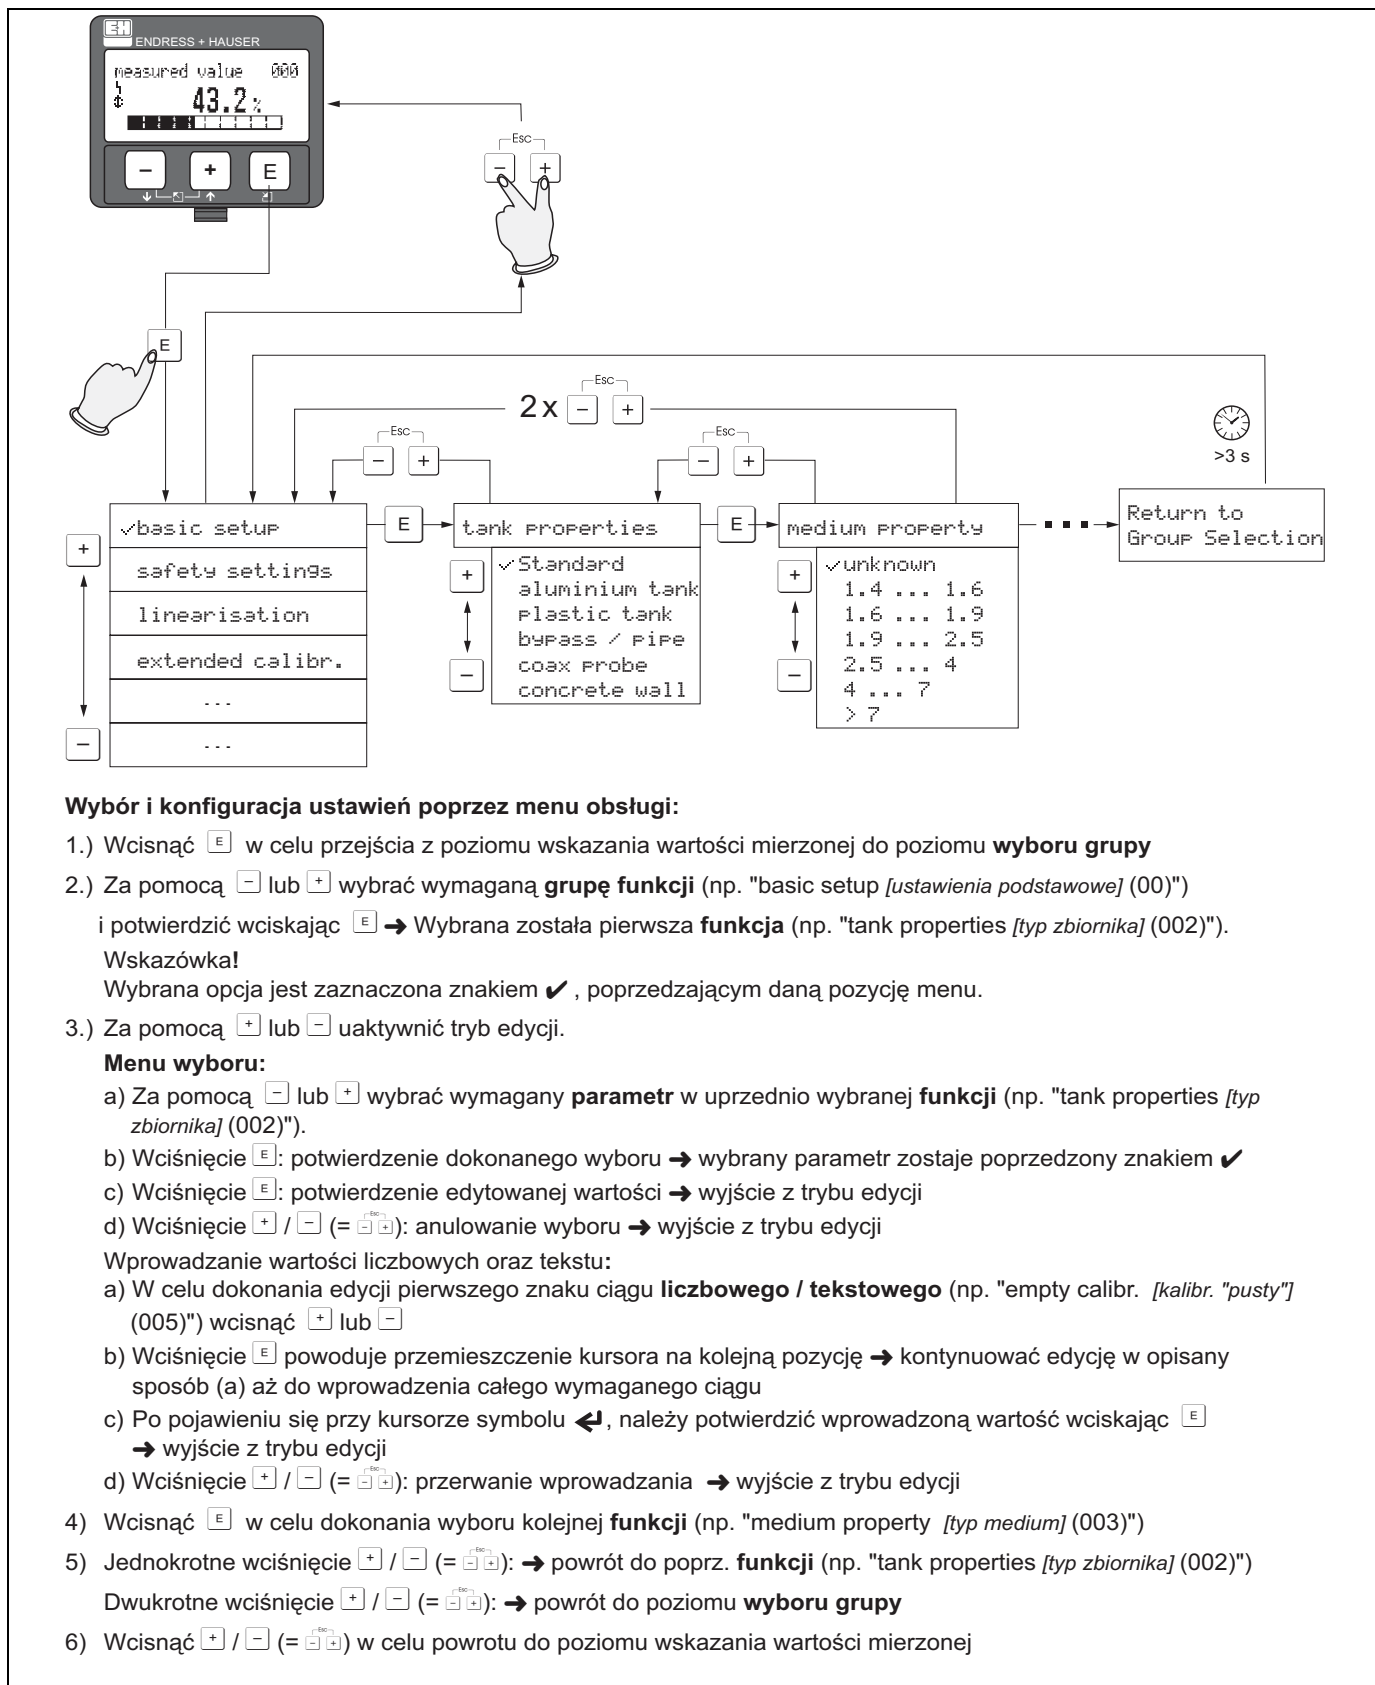 ENDRESS + HAUSER
measured value 000
43.2%
– + E
Esc
– +
E
Esc
2x – +
Esc
– +
Esc
– +
>3 s
✓basic setup
E
tank properties
E
medium property
Return to
Group Selection
+
–
safety settings
linearisation
extended calibr.
...
...
+
–
✓Standard
aluminium tank
plastic tank
bypass / pipe
coax probe
concrete wall
+
–
✓unknown
1.4 ... 1.6
1.6 ... 1.9
1.9 ... 2.5
2.5 ... 4
4 ... 7
> 7
Wybór i konfiguracja ustawień poprzez menu obsługi:
1.) Wcisnąć E w celu przejścia z poziomu wskazania wartości mierzonej do poziomu wyboru grupy
2.) Za pomocą – lub + wybrać wymaganą grupę funkcji (np. "basic setup [ustawienia podstawowe] (00)")
i potwierdzić wciskając E ➜ Wybrana została pierwsza funkcja (np. "tank properties [typ zbiornika] (002)").
Wskazówka!
Wybrana opcja jest zaznaczona znakiem ✔ , poprzedzającym daną pozycję menu.
3.) Za pomocą + lub – uaktywnić tryb edycji.
Menu wyboru:
a) Za pomocą – lub + wybrać wymagany parametr w uprzednio wybranej funkcji (np. "tank properties [typ
zbiornika] (002)").
b) Wciśnięcie E: potwierdzenie dokonanego wyboru ➜ wybrany parametr zostaje poprzedzony znakiem ✔
c) Wciśnięcie E: potwierdzenie edytowanej wartości ➜ wyjście z trybu edycji
d) Wciśnięcie + / – (= Esc – +): anulowanie wyboru ➜ wyjście z trybu edycji
Wprowadzanie wartości liczbowych oraz tekstu:
a) W celu dokonania edycji pierwszego znaku ciągu liczbowego / tekstowego (np. "empty calibr. [kalibr. "pusty"]
(005)") wcisnąć + lub –
b) Wciśnięcie E powoduje przemieszczenie kursora na kolejną pozycję ➜ kontynuować edycję w opisany
sposób (a) aż do wprowadzenia całego wymaganego ciągu
c) Po pojawieniu się przy kursorze symbolu ↵, należy potwierdzić wprowadzoną wartość wciskając E
➜ wyjście z trybu edycji
d) Wciśnięcie + / – (= Esc – +): przerwanie wprowadzania ➜ wyjście z trybu edycji
4) Wcisnąć E w celu dokonania wyboru kolejnej funkcji (np. "medium property [typ medium] (003)")
5) Jednokrotne wciśnięcie + / – (= Esc – +): ➜ powrót do poprz. funkcji (np. "tank properties [typ zbiornika] (002)")
Dwukrotne wciśnięcie + / – (= Esc – +): ➜ powrót do poziomu wyboru grupy
6) Wcisnąć + / – (= Esc – +) w celu powrotu do poziomu wskazania wartości mierzonej